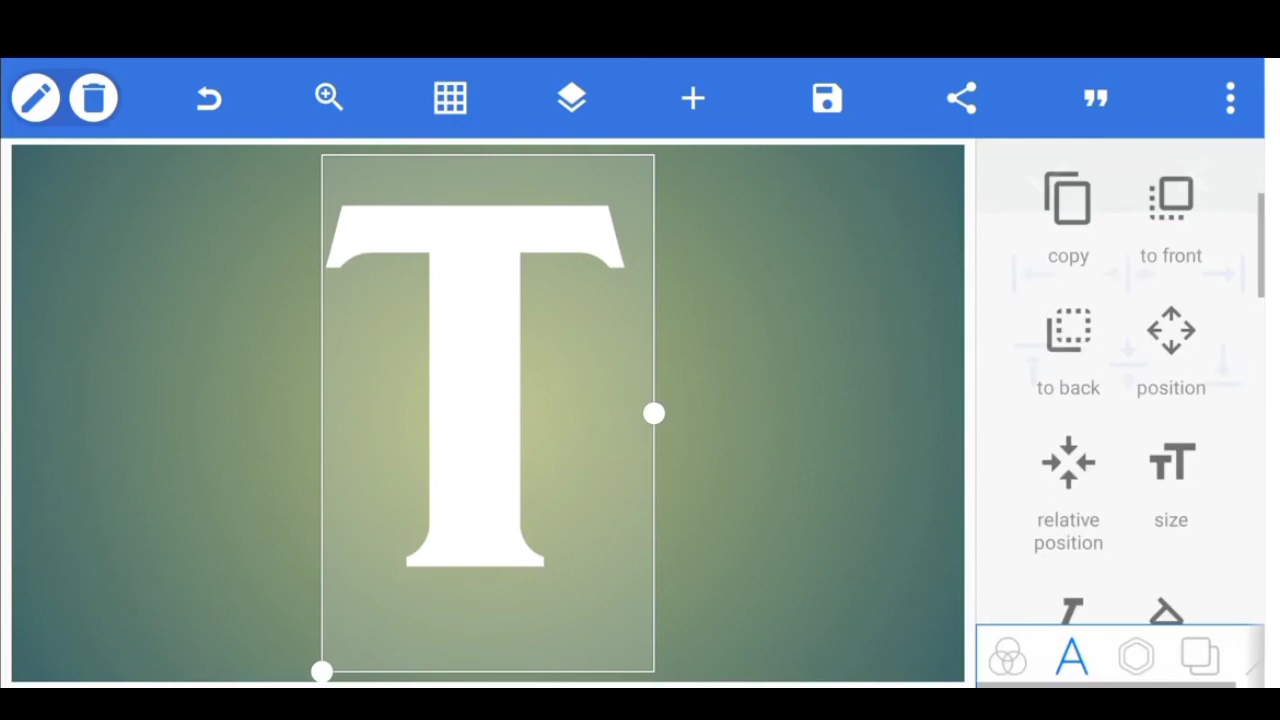 T
copy
to front
to back
position
relative
position
size
A